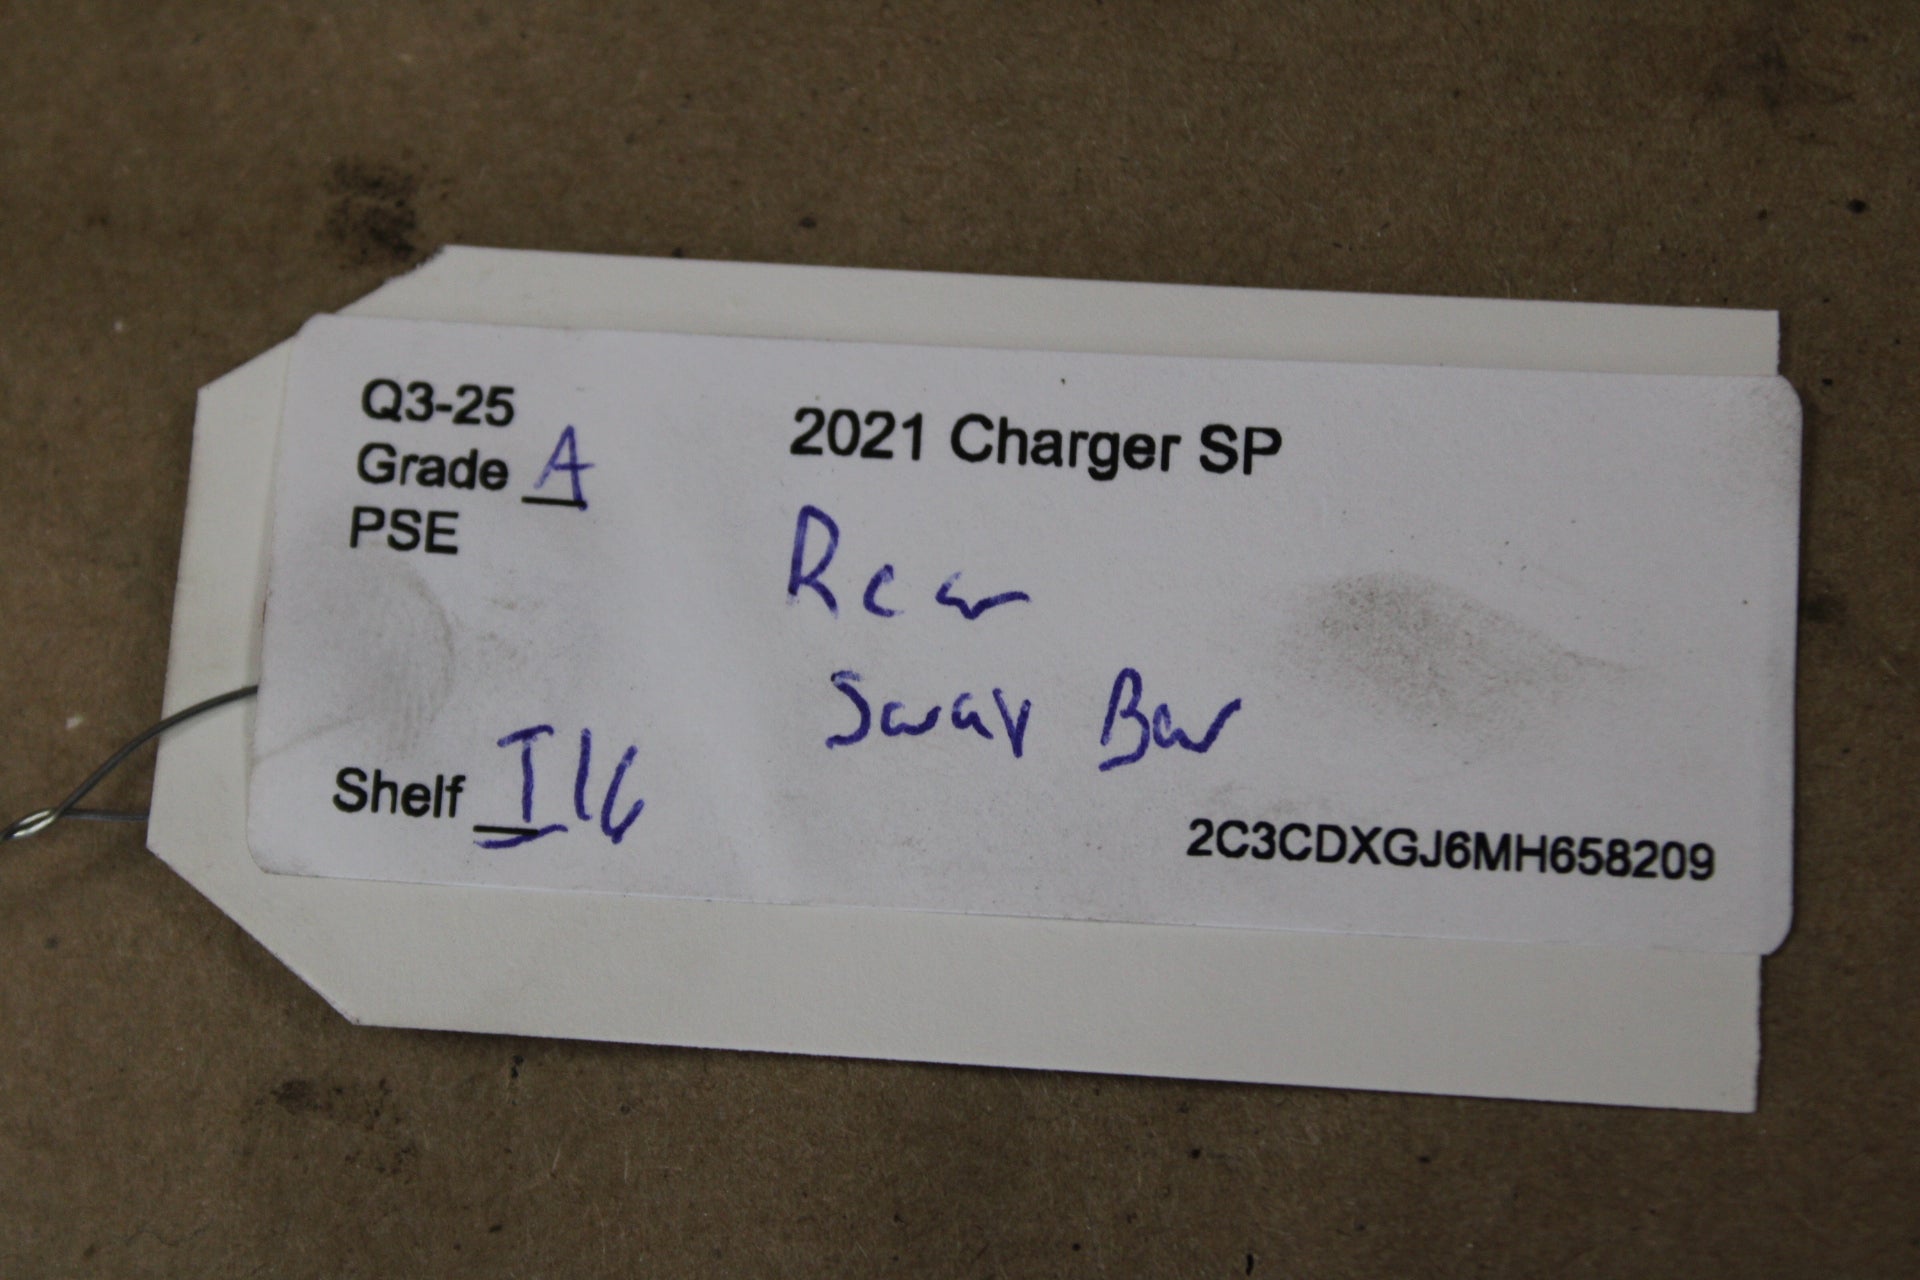 Q3-25
Grade A
PSE
2021 Charger SP
Rear
Sway Bar
Shelf I16
2C3CDXGJ6MH658209